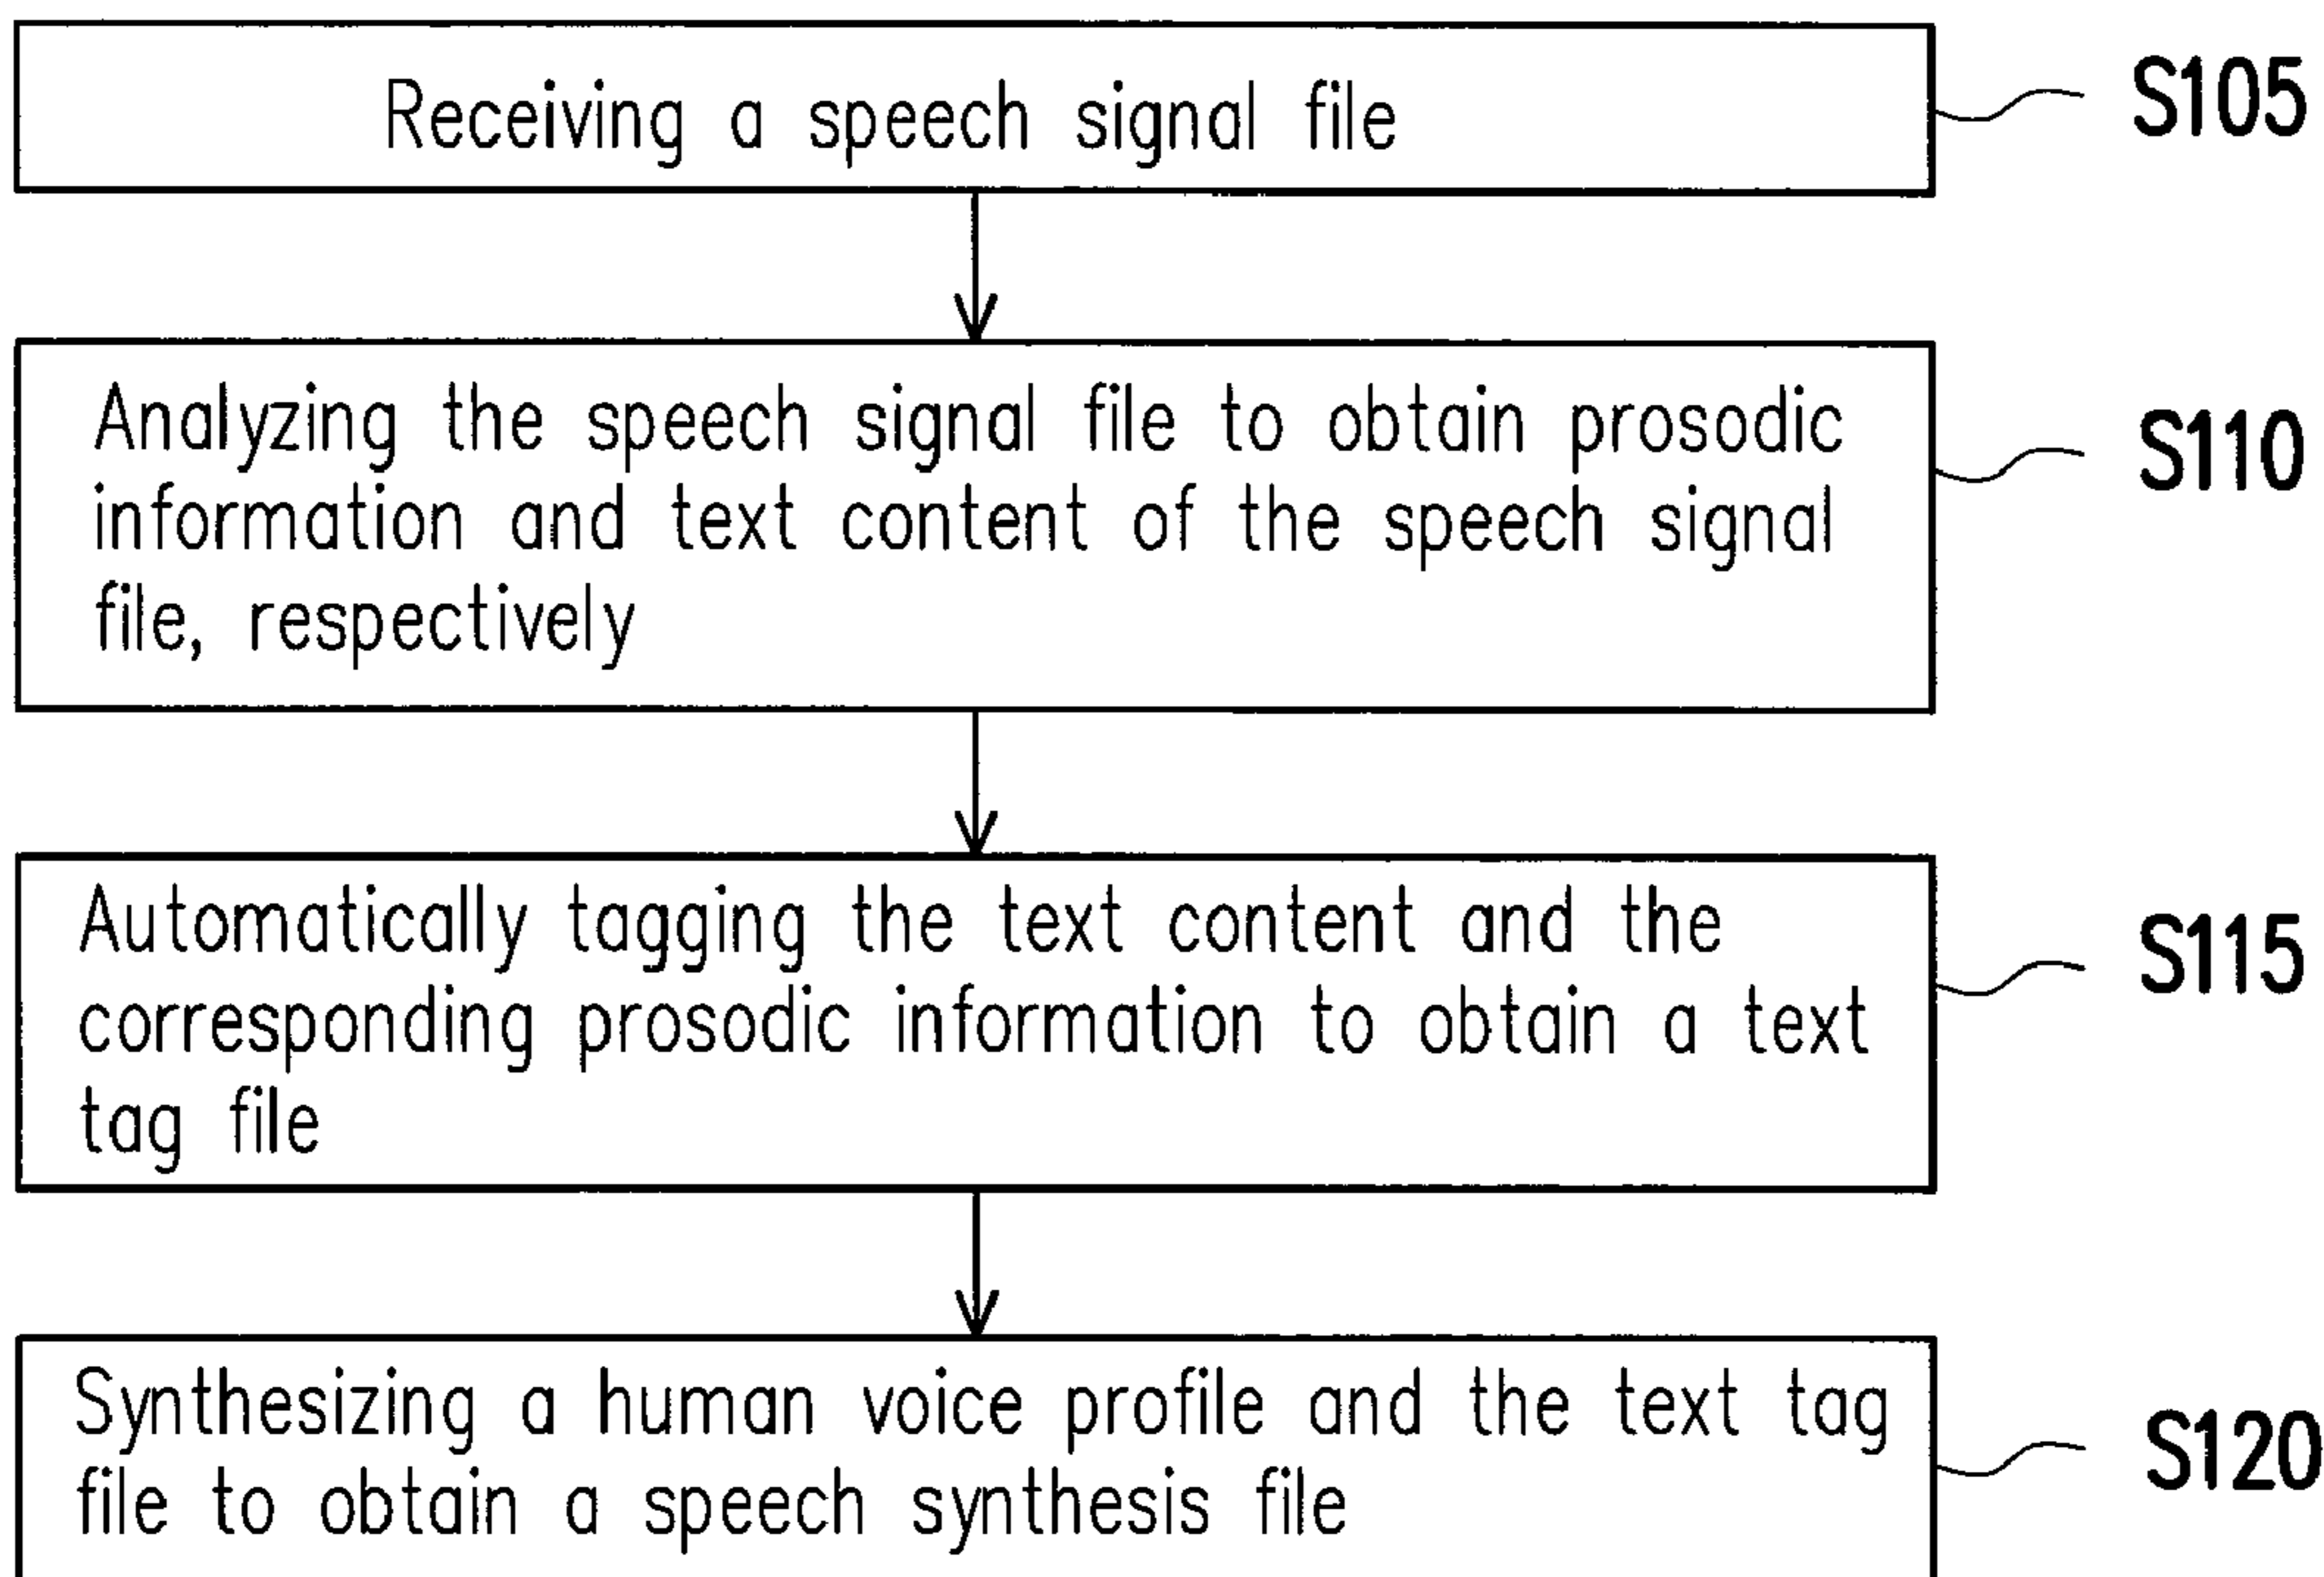 Receiving a speech signal file
S105
Analyzing the speech signal file to obtain prosodic
information and text content of the speech signal
file, respectively
S110
Automatically tagging the text content and the
corresponding prosodic information to obtain a text
tag file
S115
Synthesizing a human voice profile and the text tag
file to obtain a speech synthesis file
S120